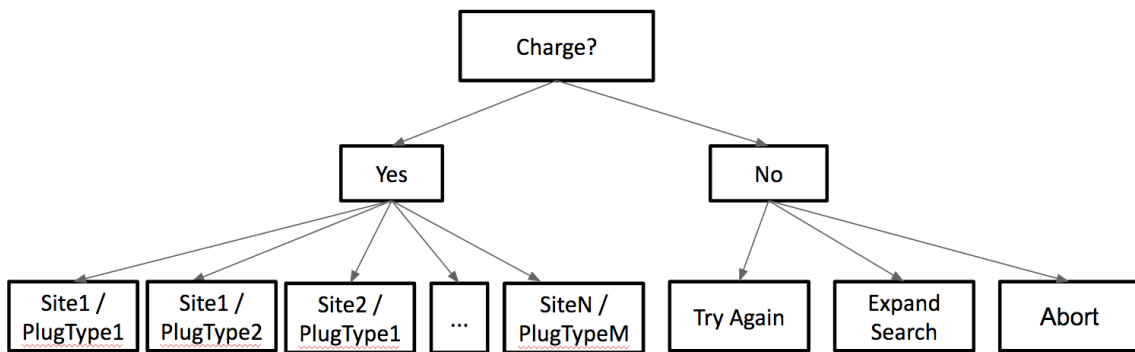 Charge?
Yes
No
Site1 /
PlugType1
Site1 /
PlugType2
Site2 /
PlugType1
...
SiteN /
PlugTypeM
Try Again
Expand
Search
Abort